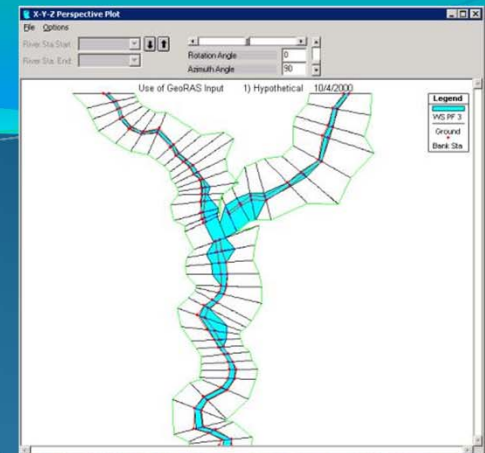 X-Y-Z Perspective Plot
File Options
River Sta Start:
River Sta. End:
Rotation Angle 0
Azimuth Angle 90
Use of GeoRAS Input 1) Hypothetical 10/4/2000
Legend
WS PF 3
Ground
Bank Sta